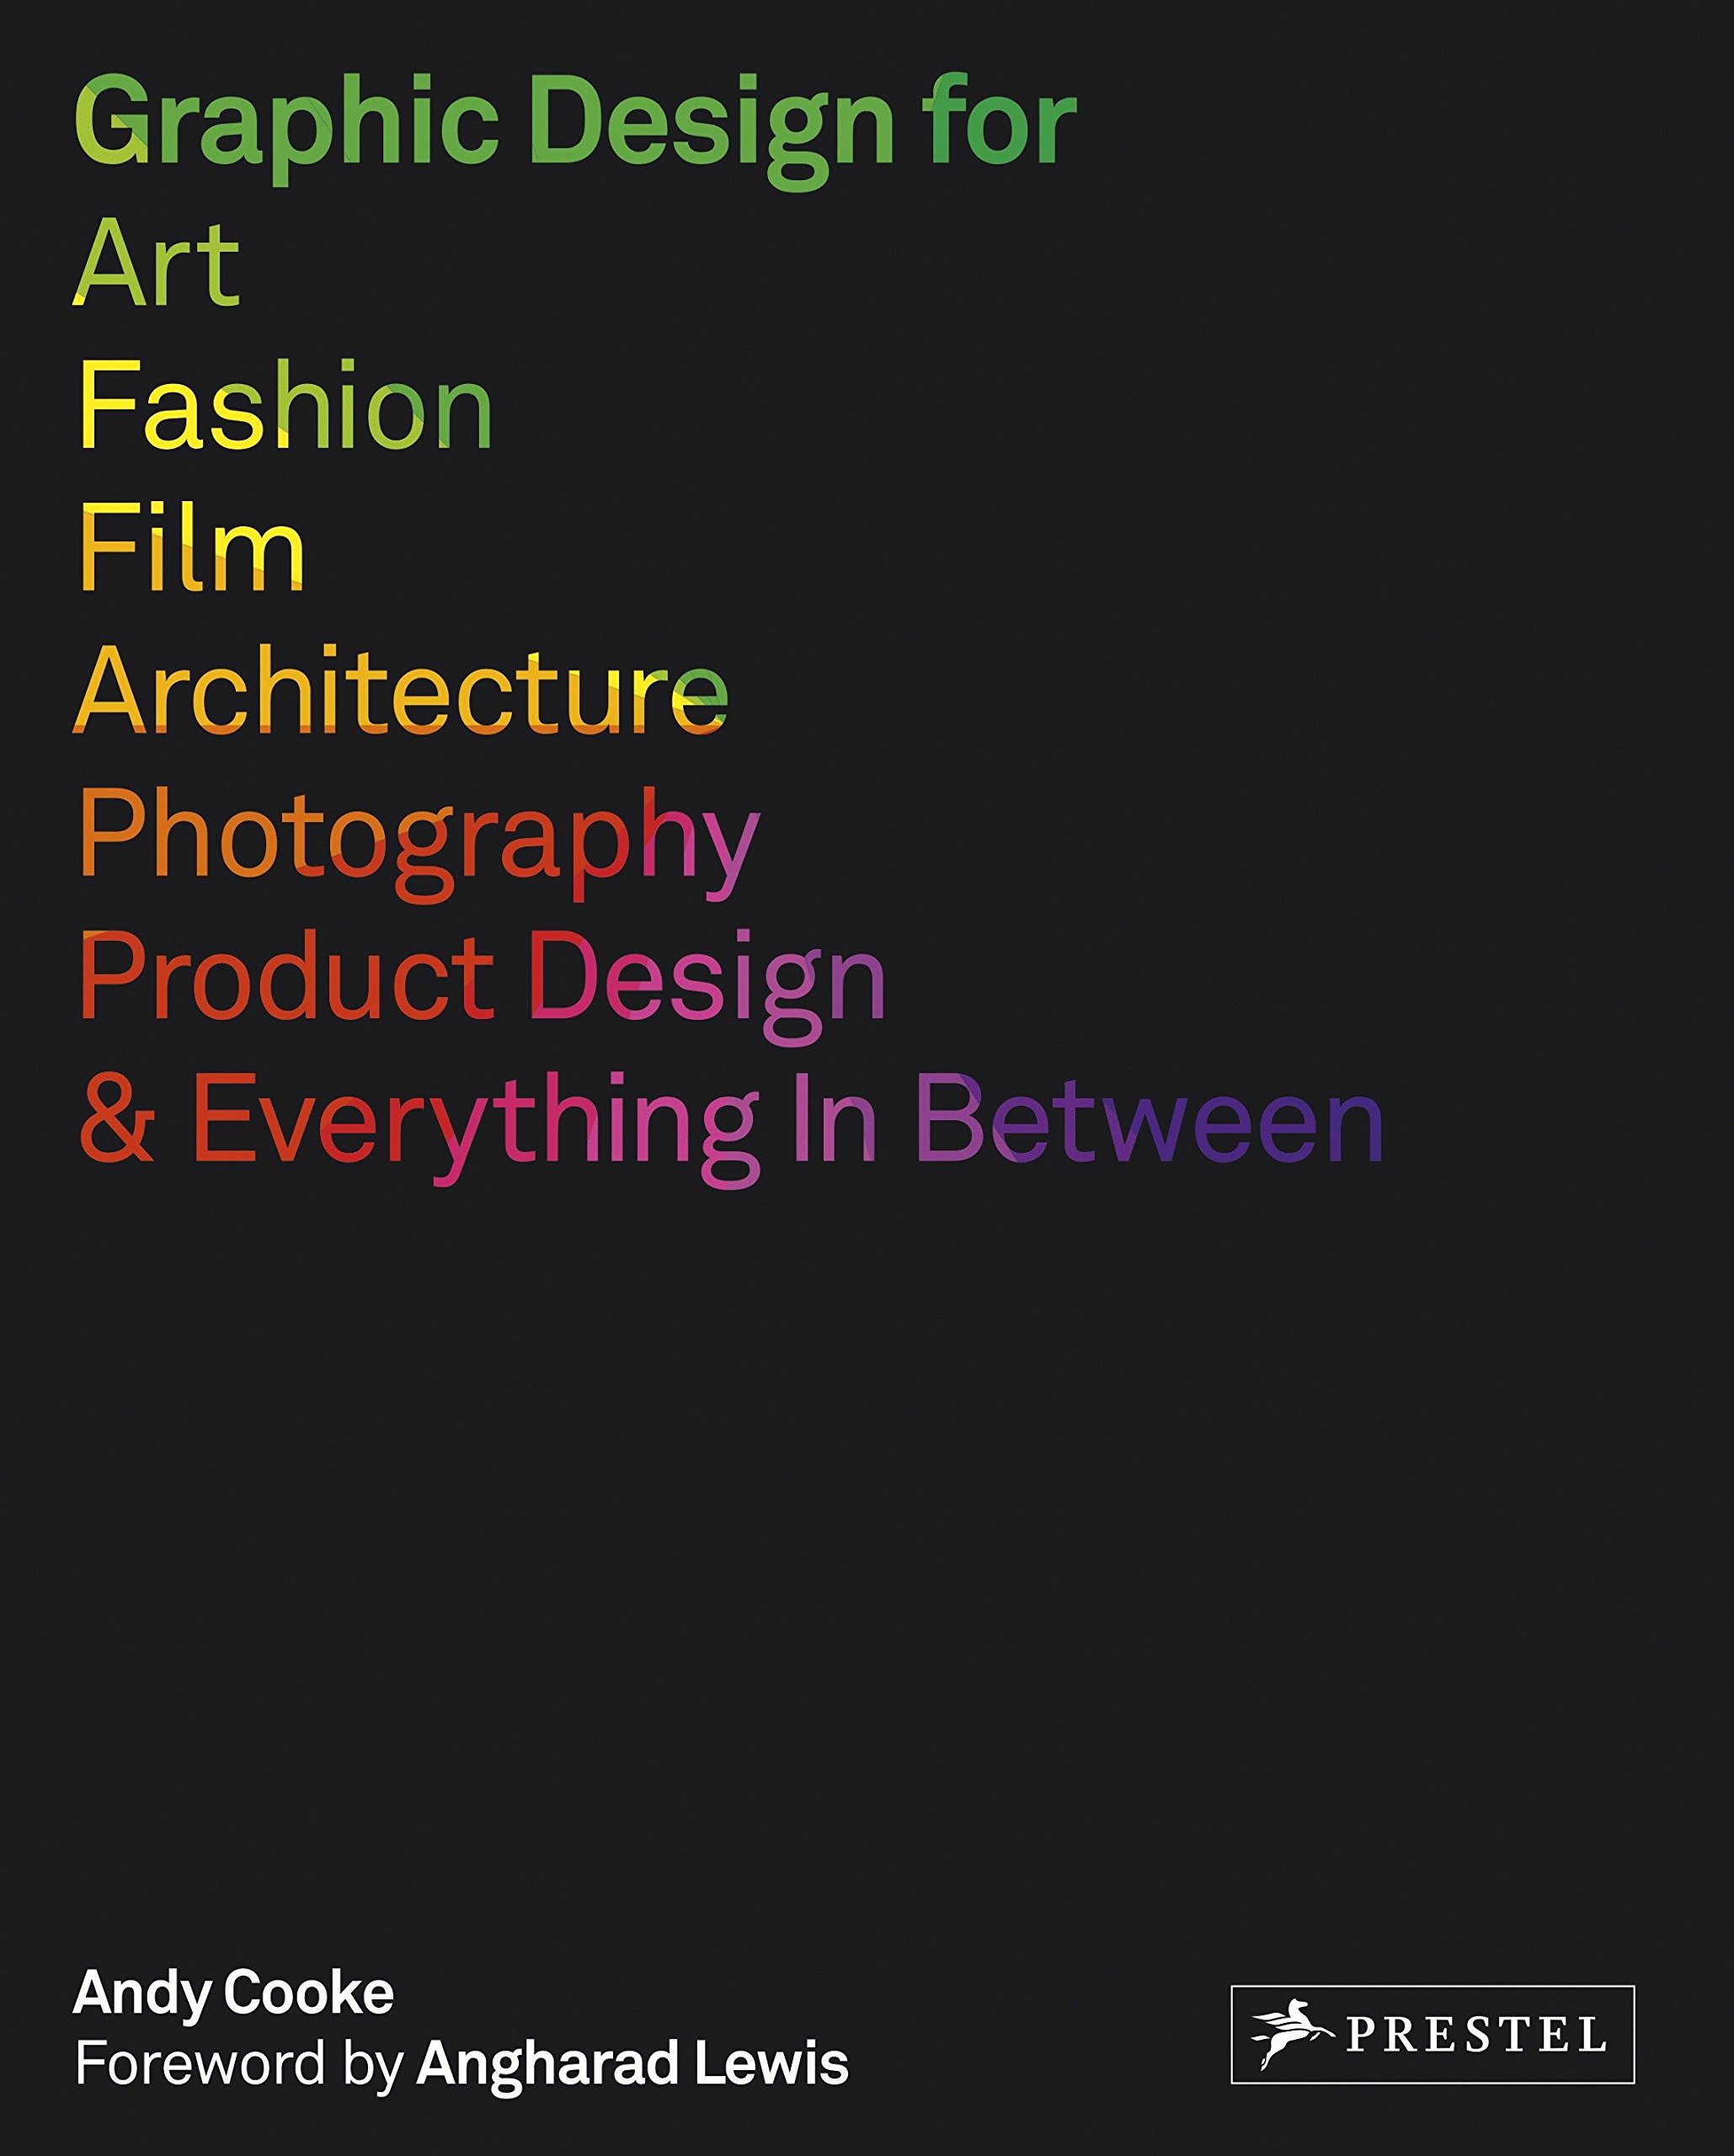 Graphic Design for
Art
Fashion
Film
Architecture
Photography
Product Design
& Everything In Between
Andy Cooke
Foreword by Angharad Lewis
PRESTEL